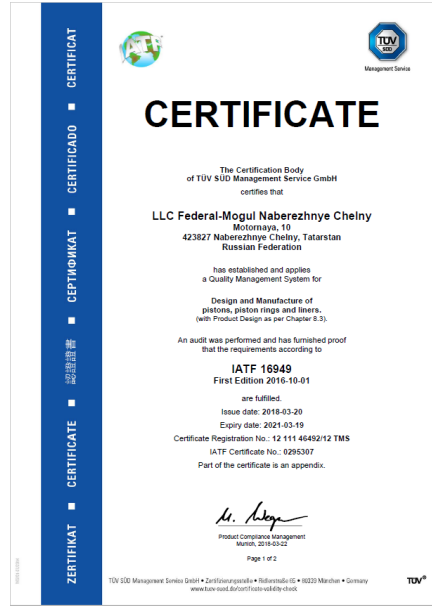 IATF
TÜV
SÜD
Management Service
CERTIFICATE
The Certification Body
of TÜV SÜD Management Service GmbH
certifies that
LLC Federal-Mogul Naberezhnye Chelny
Motornaya, 10
423827 Naberezhnye Chelny, Tatarstan
Russian Federation
has established and applies
a Quality Management System for
Design and Manufacture of
pistons, piston rings and liners.
(with Product Design as per Chapter 8.3).
An audit was performed and has furnished proof
that the requirements according to
IATF 16949
First Edition 2016-10-01
are fulfilled.
Issue date: 2018-03-20
Expiry date: 2021-03-19
Certificate Registration No.: 12 111 46492/12 TMS
IATF Certificate No.: 0295307
Part of the certificate is an appendix.
Product Compliance Management
Munich, 2018-03-22
Page 1 of 2
TÜV SÜD Management Service GmbH • Zertifizierungsstelle • Ridlerstraße 65 • 80339 München • Germany
www.tuev-sued.de/certificate-validity-check
TÜV®
ZERTIFIKAT ■ CERTIFICATE ■ 認證證書 ■ СЕРТИФИКАТ ■ CERTIFICADO ■ CERTIFICAT